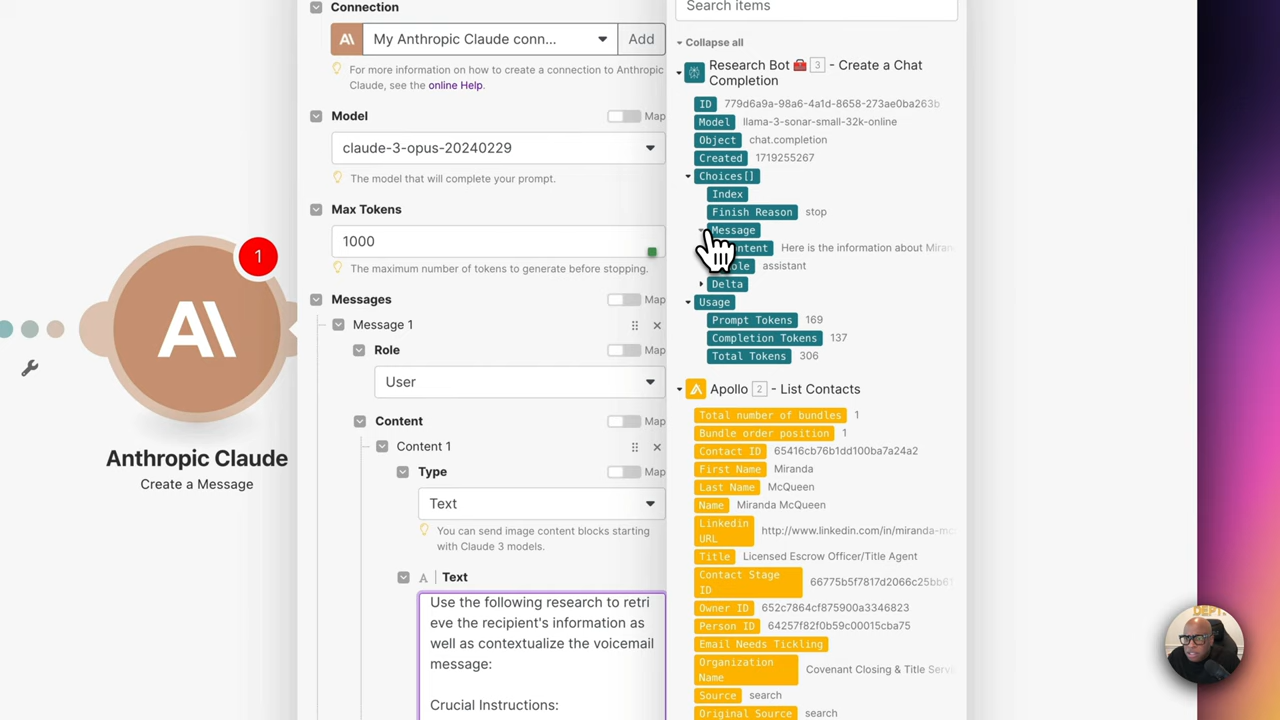 Connection
My Anthropic Claude conn...
Add
For more information on how to create a connection to Anthropic
Claude, see the online Help.
Model
Map
claude-3-opus-20240229
The model that will complete your prompt.
Max Tokens
1000
The maximum number of tokens to generate before stopping.
Messages
Map
Message 1
Role
Map
User
Content
Map
Content 1
Type
Map
Text
You can send image content blocks starting
with Claude 3 models.
A Text
Use the following research to retri
eve the recipient's information as
well as contextualize the voicemail
message:
Crucial Instructions:
1
Anthropic Claude
Create a Message
Search items
Collapse all
Research Bot 🧰 3 - Create a Chat
Completion
ID 779d6a9a-98a6-4a1d-8658-273ae0ba263b
Model llama-3-sonar-small-32k-online
Object chat.completion
Created 1719255267
Choices[]
Index
Finish Reason stop
Message
ntent Here is the information about Miran
ole assistant
Delta
Usage
Prompt Tokens 169
Completion Tokens 137
Total Tokens 306
Apollo 2 - List Contacts
Total number of bundles 1
Bundle order position 1
Contact ID 65416cb76b1dd100ba7a24a2
First Name Miranda
Last Name McQueen
Name Miranda McQueen
Linkedin
URL http://www.linkedin.com/in/miranda-mc
Title Licensed Escrow Officer/Title Agent
Contact Stage
ID 66775b5f7817d2066c25bb61
Owner ID 652c7864cf875900a3346823
Person ID 64257f82f0b59c00015cba75
Email Needs Tickling
Organization
Name Covenant Closing & Title Serv
Source search
Original Source search
DEPT